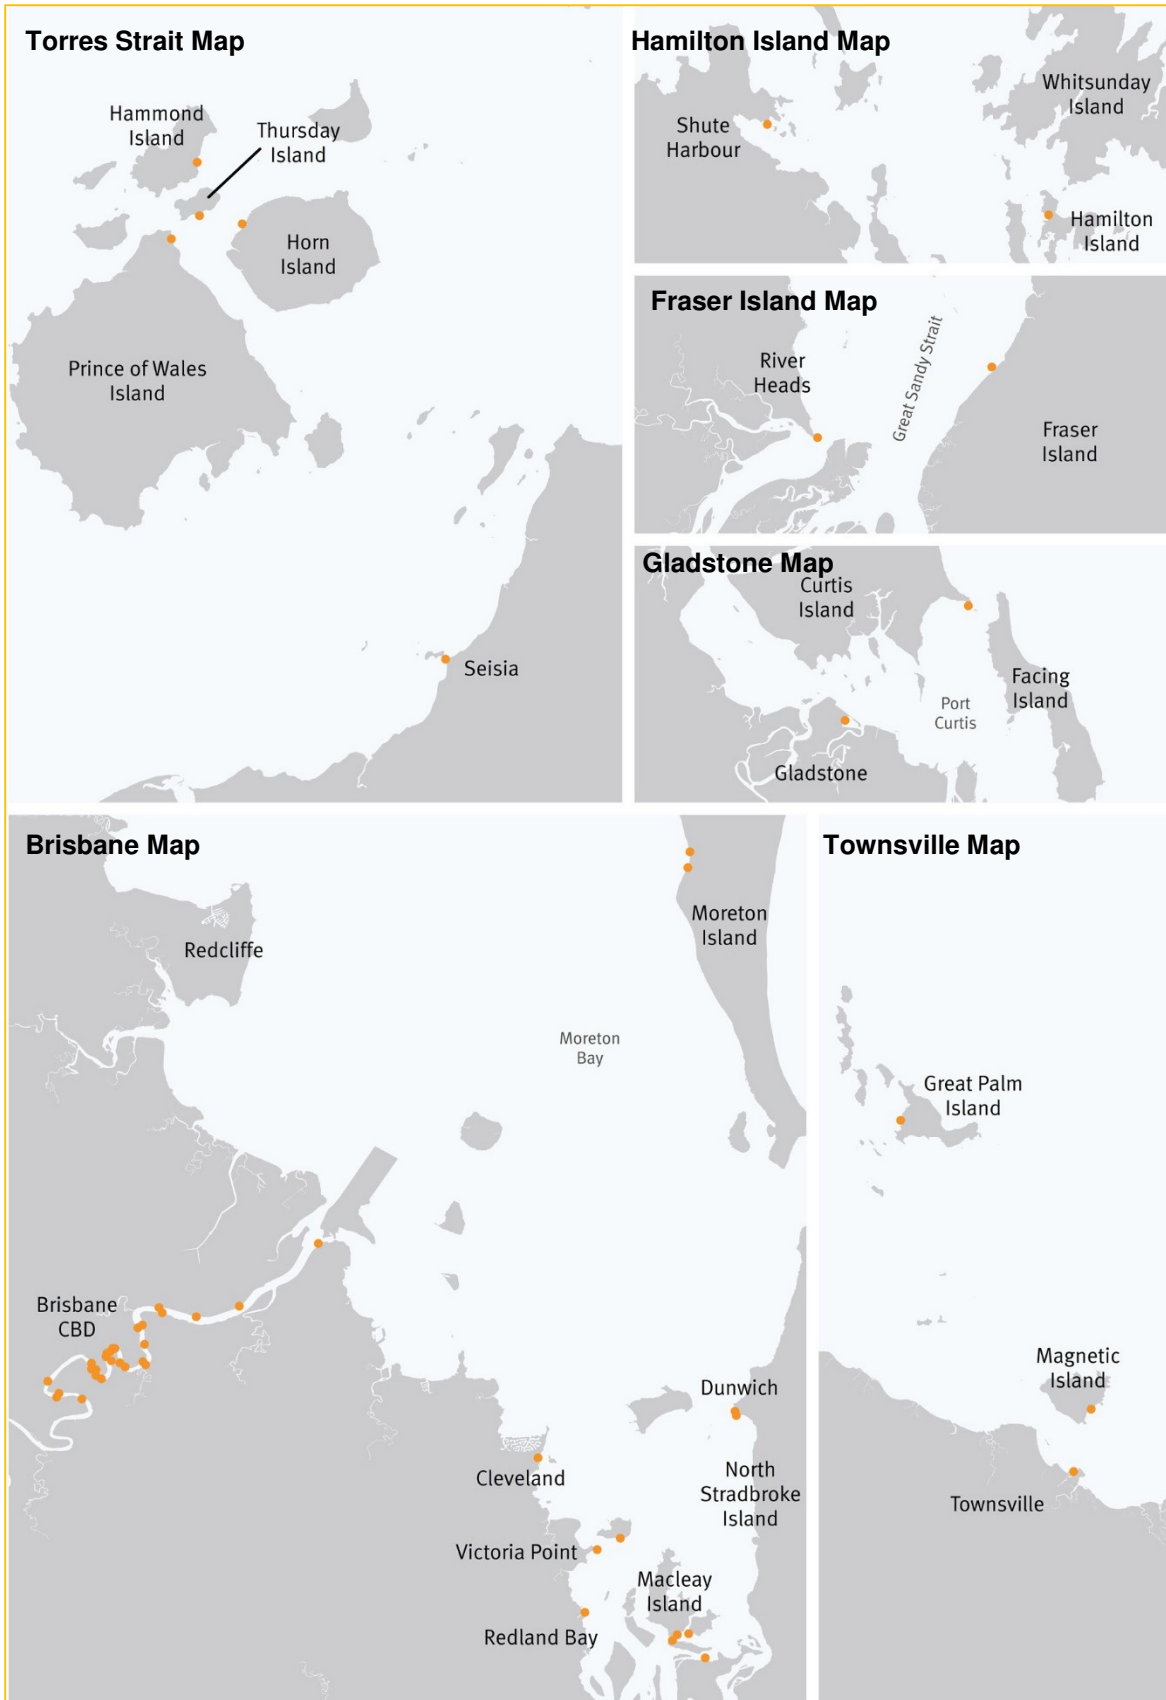 Torres Strait Map
Hammond
Island
Thursday
Island
Horn
Island
Prince of Wales
Island
Seisia
Hamilton Island Map
Whitsunday
Island
Shute
Harbour
Hamilton
Island
Fraser Island Map
River
Heads
Great Sandy Strait
Fraser
Island
Gladstone Map
Curtis
Island
Facing
Island
Port
Curtis
Gladstone
Brisbane Map
Redcliffe
Moreton
Island
Moreton
Bay
Brisbane
CBD
Dunwich
Cleveland
North
Stradbroke
Island
Victoria Point
Macleay
Island
Redland Bay
Townsville Map
Great Palm
Island
Magnetic
Island
Townsville